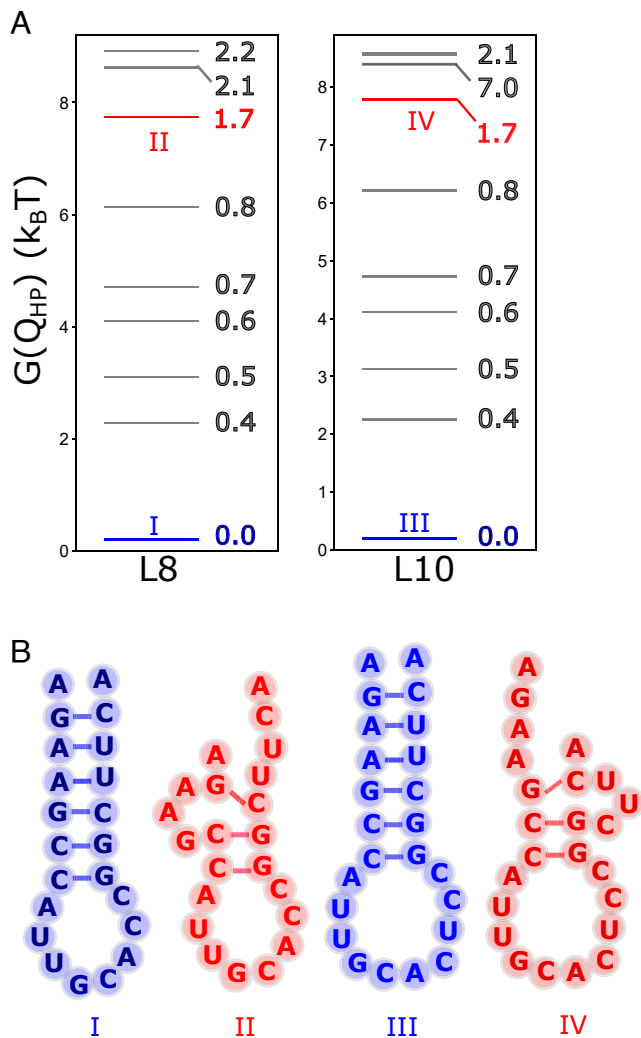 A
G(Q_HP) (k_BT)
8
6
4
2
0
2.2
2.1
1.7
II
0.8
0.7
0.6
0.5
0.4
I
0.0
L8
8
7
6
5
4
3
2
1
0
2.1
7.0
IV
1.7
0.8
0.7
0.6
0.5
0.4
III
0.0
L10
B
A G A A G C C A U U G C A C C G G C U U C A
I
A G A A G C C A U U G C A C C G G C U U C A
II
A G A A G C C A U U G C A C U C C G G C U U C A
III
A G A A G C C A U U G C A C U C C G G C U U C A
IV